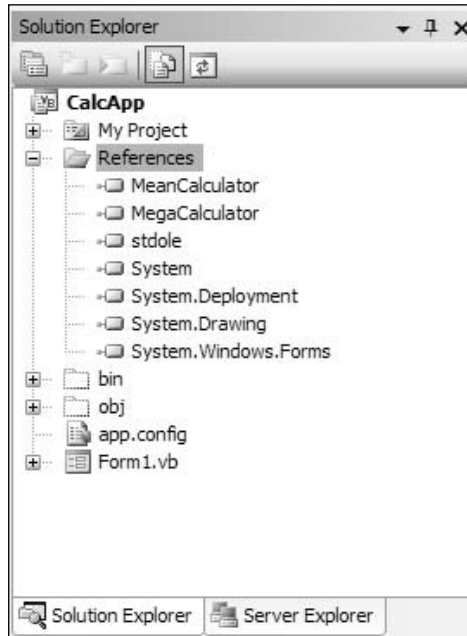 Solution Explorer
CalcApp
My Project
References
MeanCalculator
MegaCalculator
stdole
System
System.Deployment
System.Drawing
System.Windows.Forms
bin
obj
app.config
Form1.vb
Solution Explorer Server Explorer